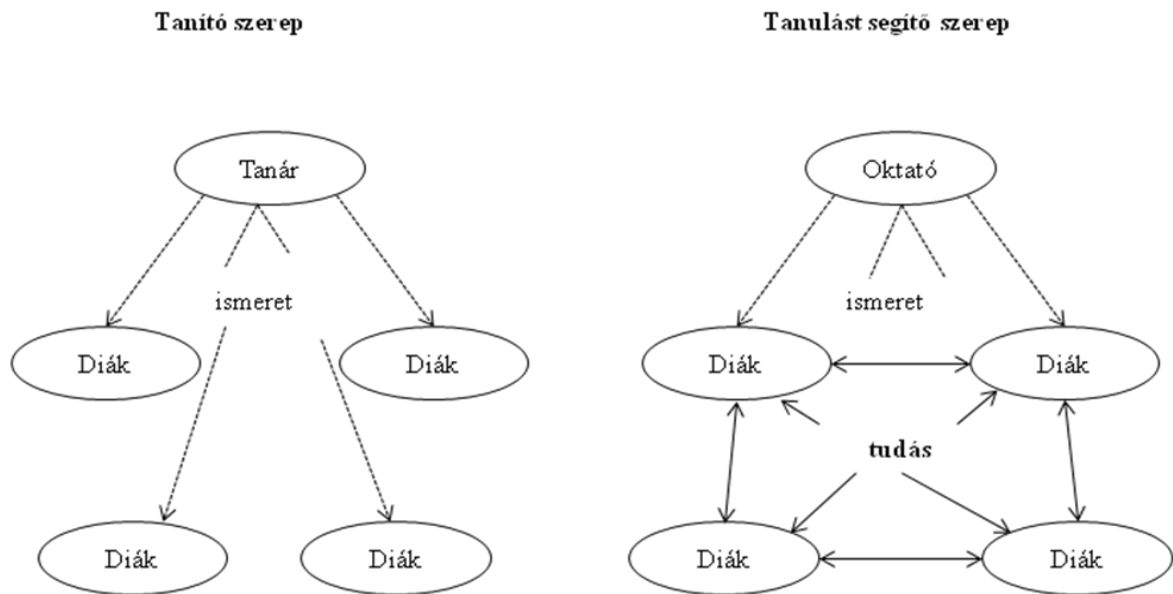 Tanító szerep
Tanulást segítő szerep
Tanár
Oktató
ismeret
ismeret
Diák
Diák
Diák
Diák
tudás
Diák
Diák
Diák
Diák